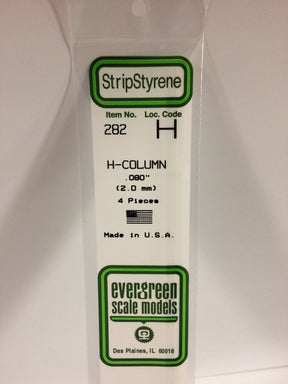 StripStyrene
Item No. Loc. Code
282 H
H-COLUMN
.080"
(2.0 mm)
4 Pieces
Made in U.S.A.
evergreen
scale models
Des Plaines, IL 60018